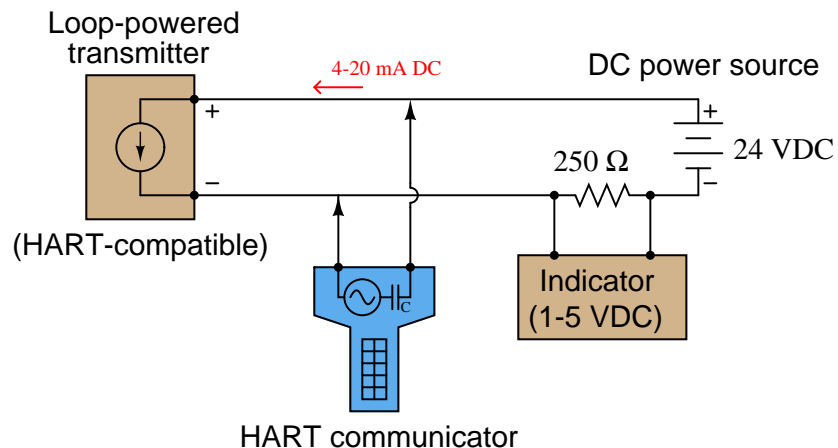 Loop-powered
transmitter
4-20 mA DC
DC power source
+
+
24 VDC
250 Ω
−
−
(HART-compatible)
C
Indicator
(1-5 VDC)
HART communicator